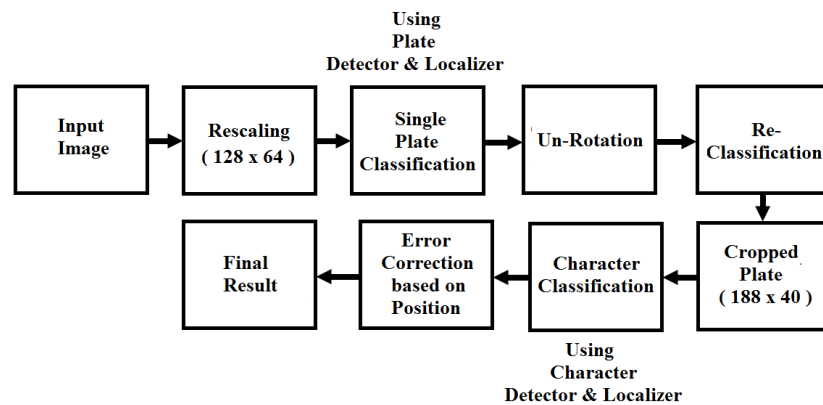 Using
Plate
Detector & Localizer
Input
Image
Rescaling
( 128 x 64 )
Single
Plate
Classification
Un-Rotation
Re-
Classification
Cropped
Plate
( 188 x 40 )
Character
Classification
Error
Correction
based on
Position
Final
Result
Using
Character
Detector & Localizer